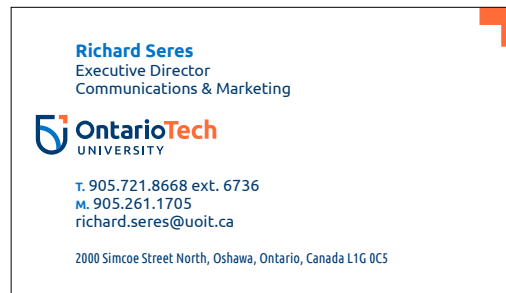 Richard Seres
Executive Director
Communications & Marketing
OntarioTech
UNIVERSITY
T. 905.721.8668 ext. 6736
M. 905.261.1705
richard.seres@uoit.ca
2000 Simcoe Street North, Oshawa, Ontario, Canada L1G 0C5